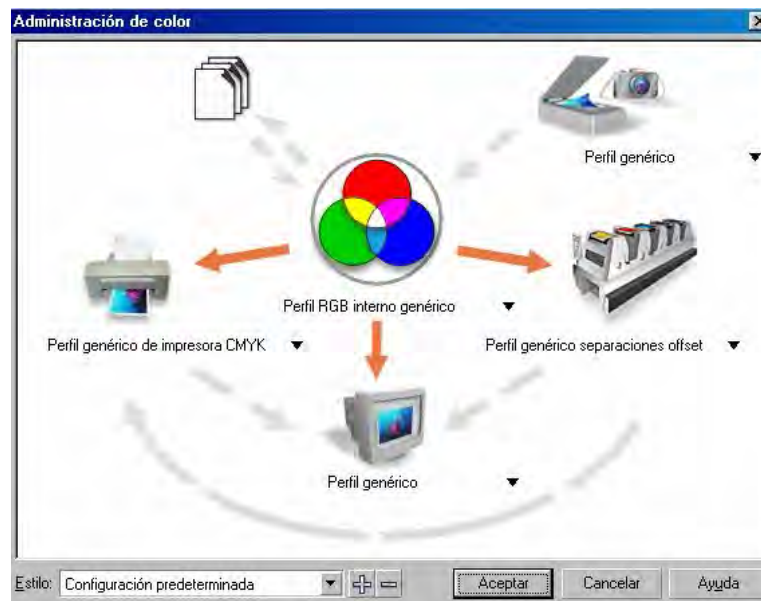 Administración de color
Perfil genérico
Perfil RGB interno genérico
Perfil genérico de impresora CMYK
Perfil genérico separaciones offset
Perfil genérico
Estilo: Configuración predeterminada
Aceptar
Cancelar
Ayuda